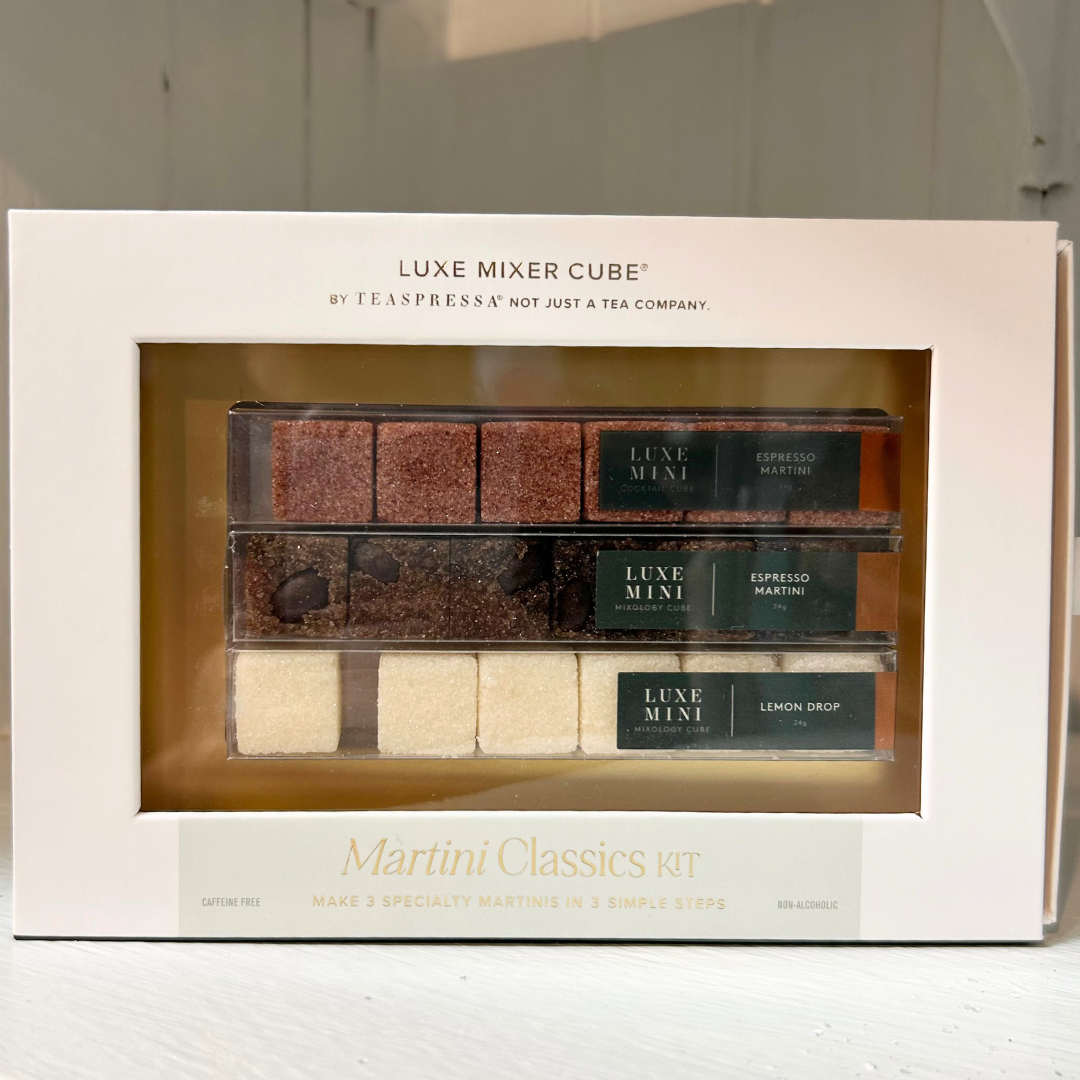 LUXE MIXER CUBE®
BY TEASPRESSA® NOT JUST A TEA COMPANY.
LUXE
MINI
COCKTAIL CUBE
ESPRESSO
MARTINI
LUXE
MINI
MIXOLOGY CUBE
ESPRESSO
MARTINI
24g
LUXE
MINI
MIXOLOGY CUBE
LEMON DROP
24g
Martini Classics KIT
CAFFEINE FREE
MAKE 3 SPECIALTY MARTINIS IN 3 SIMPLE STEPS
NON-ALCOHOLIC